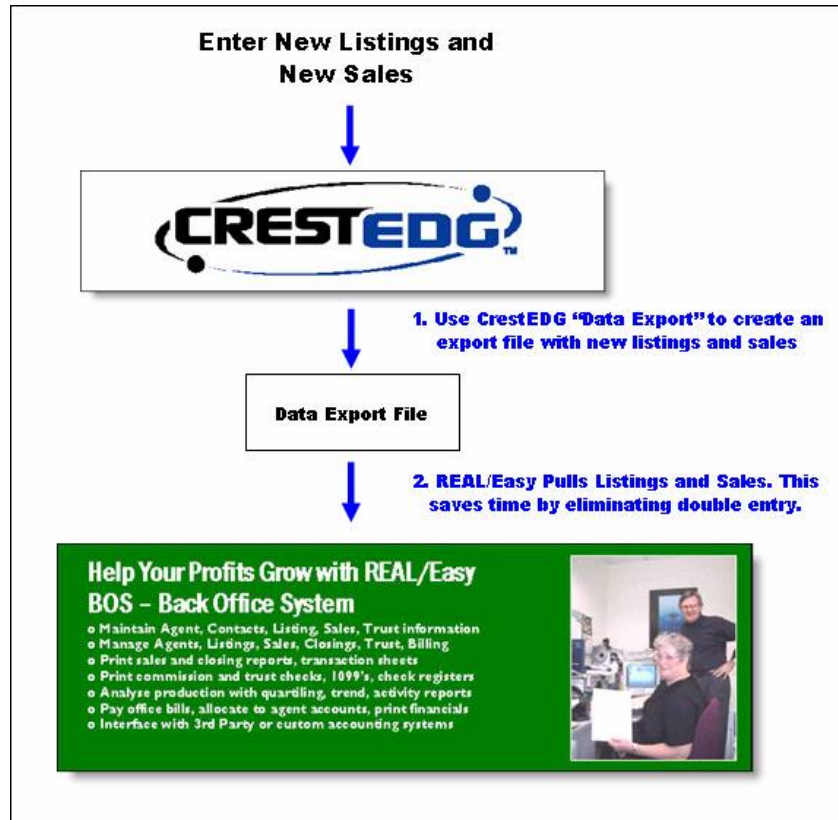 Enter New Listings and
New Sales
CRESTEDG™
1. Use CrestEDG “Data Export” to create an
export file with new listings and sales
Data Export File
2. REAL/Easy Pulls Listings and Sales. This
saves time by eliminating double entry.
Help Your Profits Grow with REAL/Easy
BOS – Back Office System
o Maintain Agent, Contacts, Listing, Sales, Trust information
o Manage Agents, Listings, Sales, Closings, Trust, Billing
o Print sales and closing reports, transaction sheets
o Print commission and trust checks, 1099's, check registers
o Analyse production with quartiling, trend, activity reports
o Pay office bills, allocate to agent accounts, print financials
o Interface with 3rd Party or custom accounting systems